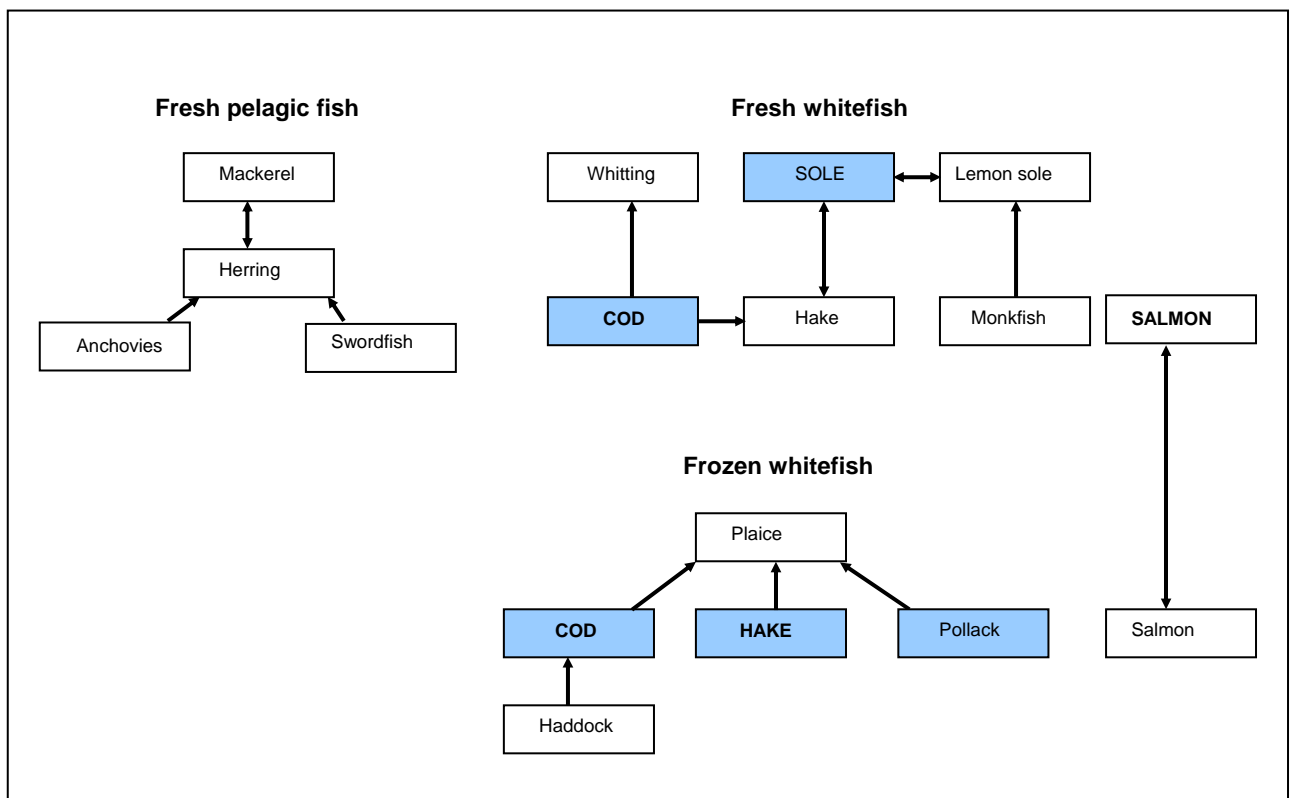 Fresh pelagic fish
Fresh whitefish
Mackerel
Whitting
SOLE
Lemon sole
Herring
COD
Hake
Monkfish
SALMON
Anchovies
Swordfish
Frozen whitefish
Plaice
COD
HAKE
Pollack
Salmon
Haddock